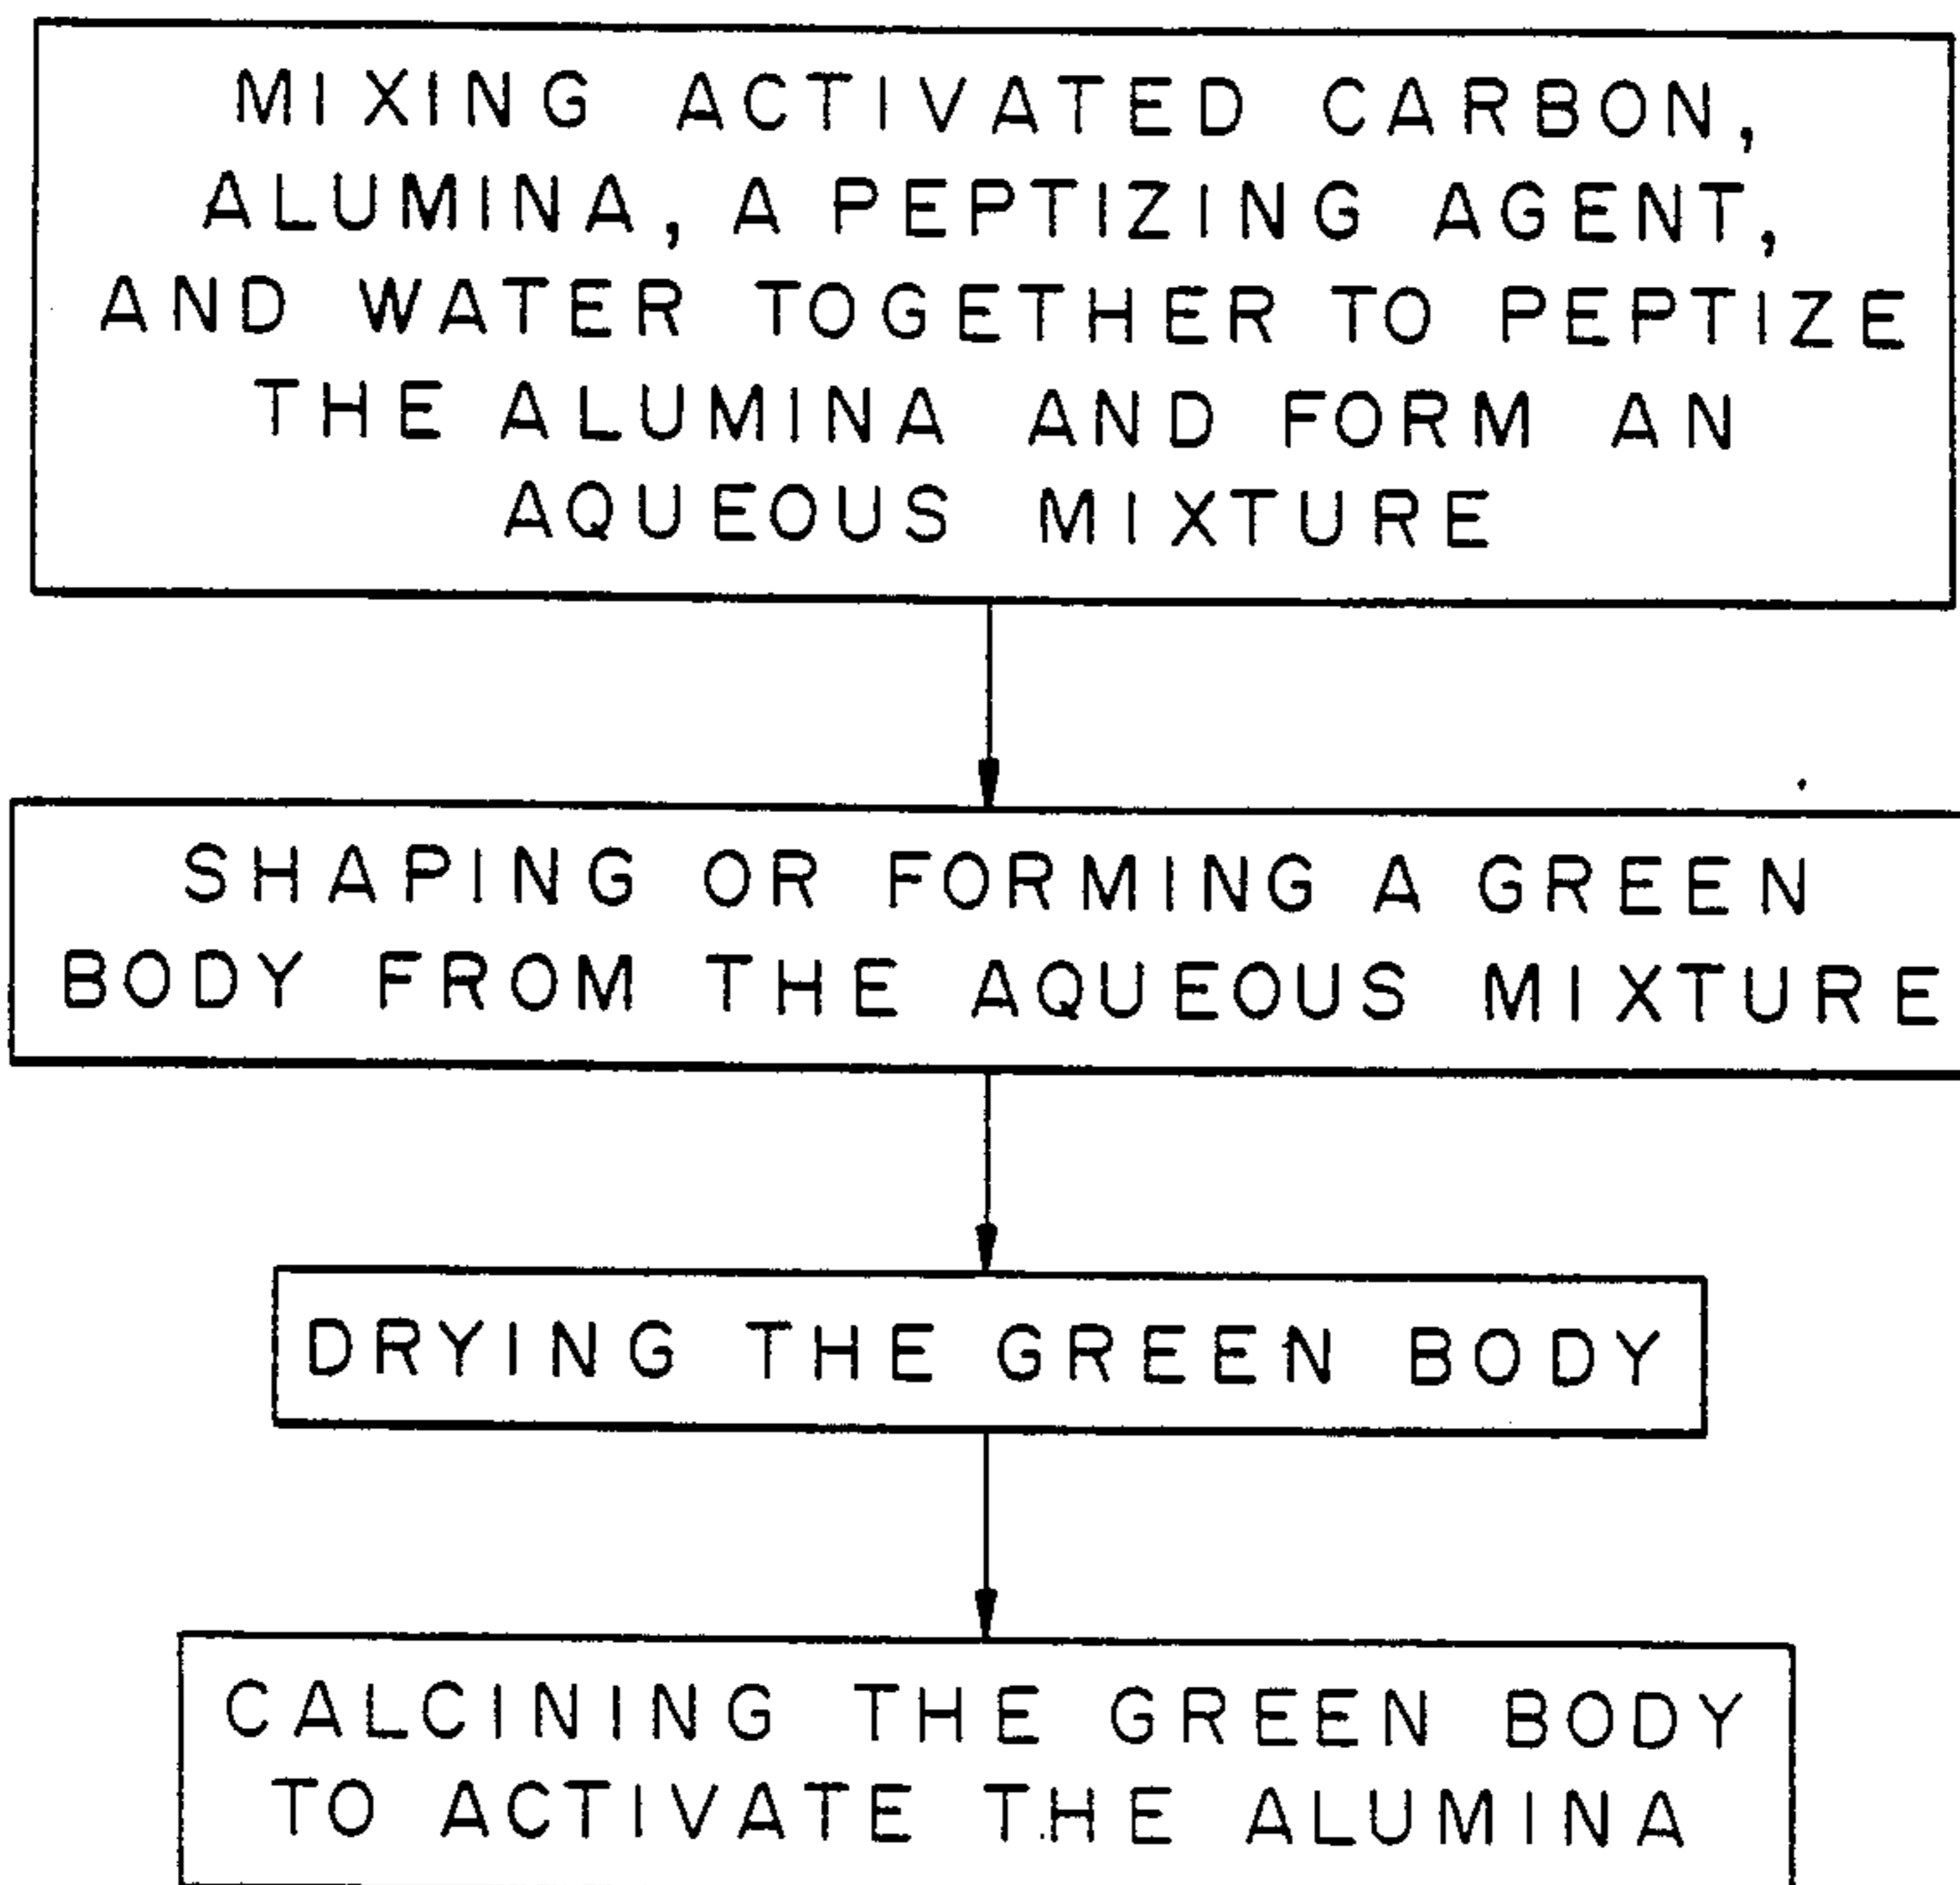 MIXING ACTIVATED CARBON,
ALUMINA, A PEPTIZING AGENT,
AND WATER TOGETHER TO PEPTIZE
THE ALUMINA AND FORM AN
AQUEOUS MIXTURE
SHAPING OR FORMING A GREEN
BODY FROM THE AQUEOUS MIXTURE
DRYING THE GREEN BODY
CALCINING THE GREEN BODY
TO ACTIVATE THE ALUMINA